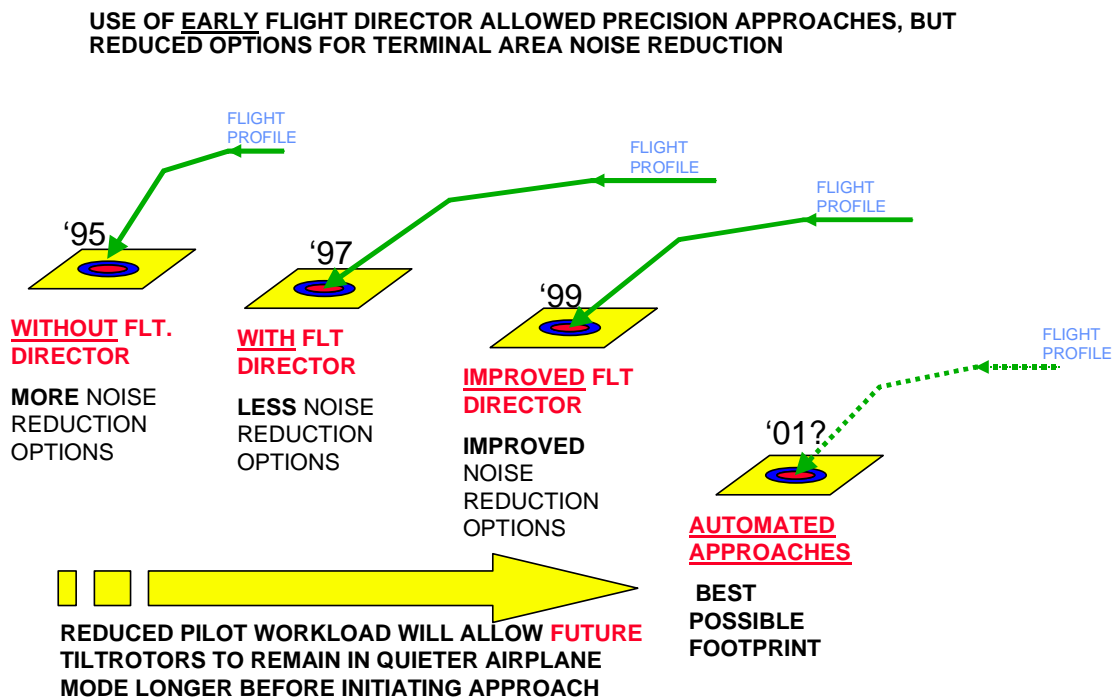 USE OF EARLY FLIGHT DIRECTOR ALLOWED PRECISION APPROACHES, BUT
REDUCED OPTIONS FOR TERMINAL AREA NOISE REDUCTION
FLIGHT
PROFILE
‘95
WITHOUT FLT.
DIRECTOR
MORE NOISE
REDUCTION
OPTIONS
FLIGHT
PROFILE
‘97
WITH FLT
DIRECTOR
LESS NOISE
REDUCTION
OPTIONS
FLIGHT
PROFILE
‘99
IMPROVED FLT
DIRECTOR
IMPROVED
NOISE
REDUCTION
OPTIONS
FLIGHT
PROFILE
‘01?
AUTOMATED
APPROACHES
BEST
POSSIBLE
FOOTPRINT
REDUCED PILOT WORKLOAD WILL ALLOW FUTURE
TILTROTORS TO REMAIN IN QUIETER AIRPLANE
MODE LONGER BEFORE INITIATING APPROACH